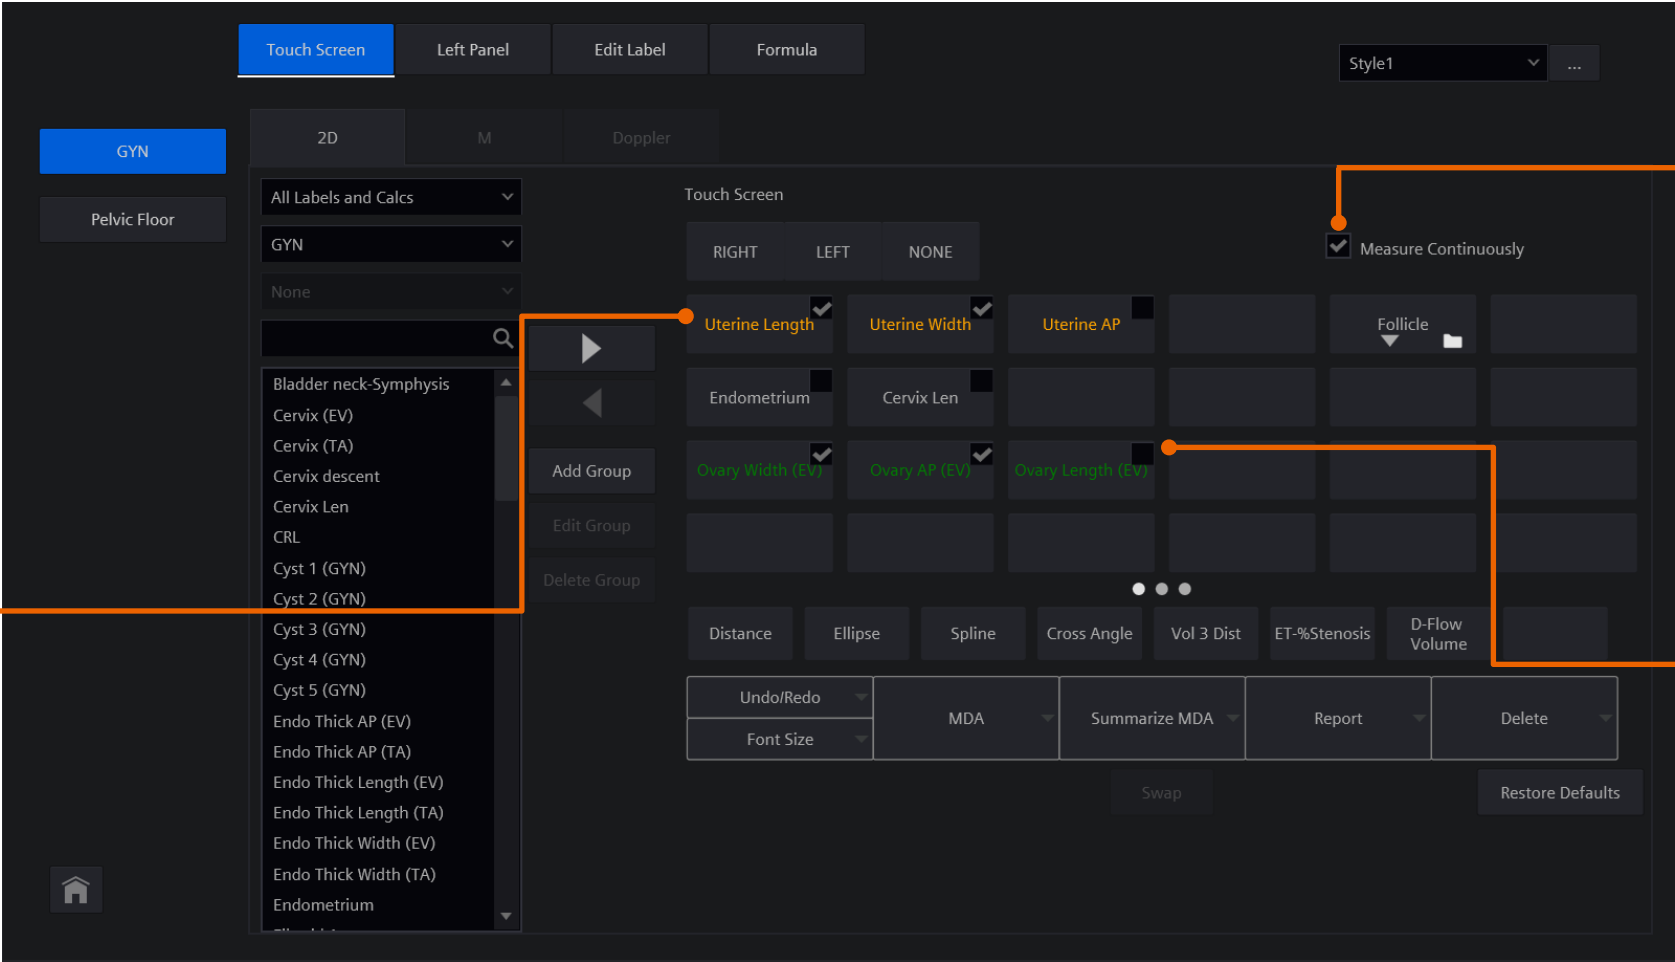 Touch Screen
Left Panel
Edit Label
Formula
Style1
...
GYN
Pelvic Floor
2D
M
Doppler
All Labels and Calcs
GYN
None
Bladder neck-Symphysis
Cervix (EV)
Cervix (TA)
Cervix descent
Cervix Len
CRL
Cyst 1 (GYN)
Cyst 2 (GYN)
Cyst 3 (GYN)
Cyst 4 (GYN)
Cyst 5 (GYN)
Endo Thick AP (EV)
Endo Thick AP (TA)
Endo Thick Length (EV)
Endo Thick Length (TA)
Endo Thick Width (EV)
Endo Thick Width (TA)
Endometrium
Add Group
Edit Group
Delete Group
Touch Screen
RIGHT
LEFT
NONE
Measure Continuously
Uterine Length
Uterine Width
Uterine AP
Follicle
Endometrium
Cervix Len
Ovary Width (EV)
Ovary AP (EV)
Ovary Length (EV)
Distance
Ellipse
Spline
Cross Angle
Vol 3 Dist
ET-%Stenosis
D-Flow
Volume
Undo/Redo
Font Size
MDA
Summarize MDA
Report
Delete
Swap
Restore Defaults